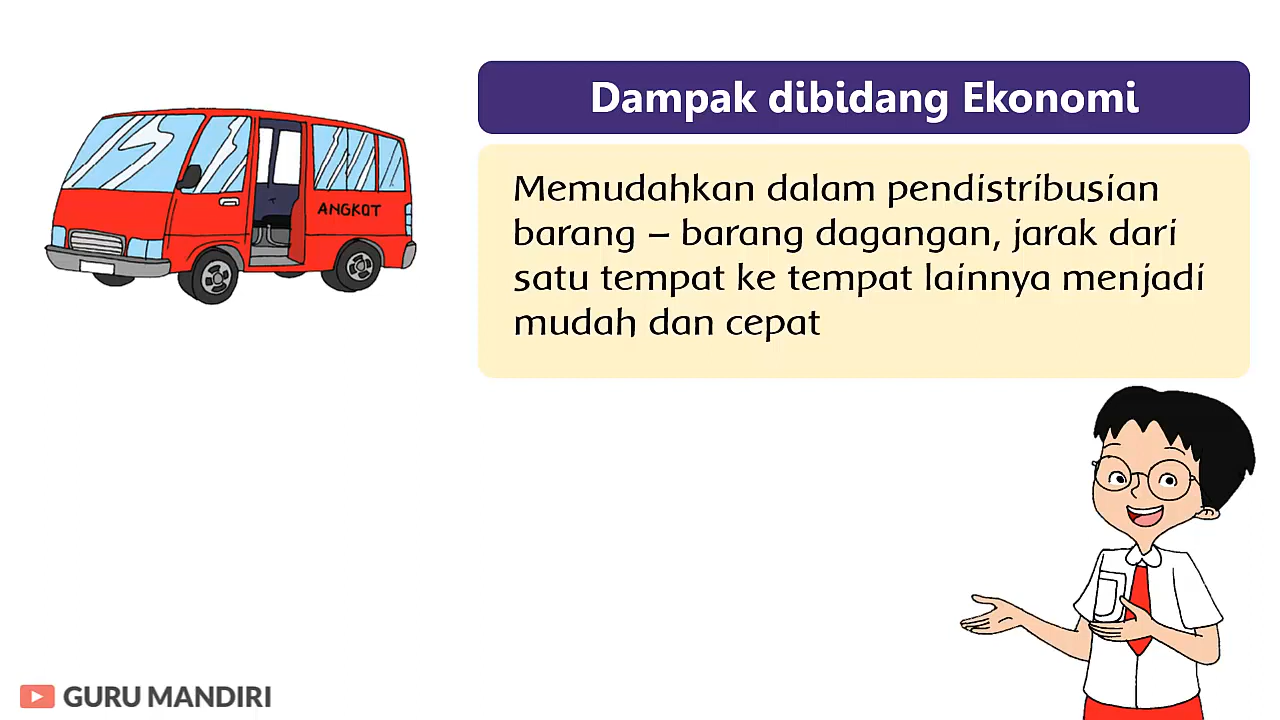 Dampak dibidang Ekonomi
ANGKOT
Memudahkan dalam pendistribusian
barang – barang dagangan, jarak dari
satu tempat ke tempat lainnya menjadi
mudah dan cepat
GURU MANDIRI